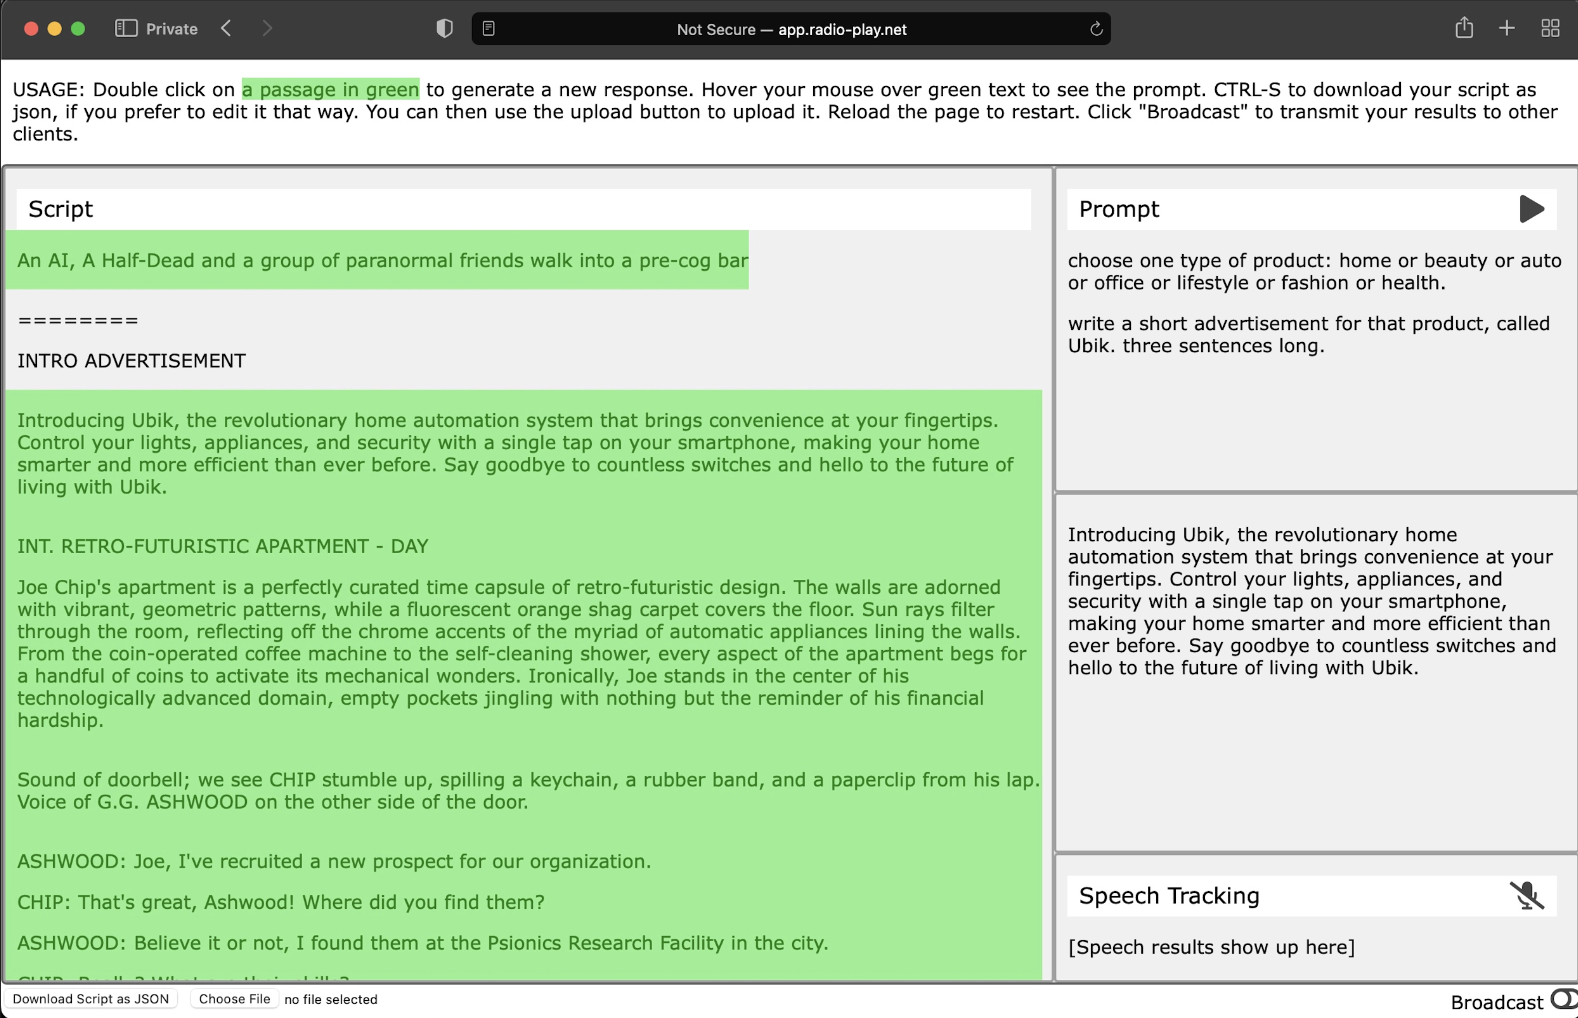 Private
Not Secure — app.radio-play.net
USAGE: Double click on a passage in green to generate a new response. Hover your mouse over green text to see the prompt. CTRL-S to download your script as
json, if you prefer to edit it that way. You can then use the upload button to upload it. Reload the page to restart. Click "Broadcast" to transmit your results to other
clients.
Script
An AI, A Half-Dead and a group of paranormal friends walk into a pre-cog bar
========
INTRO ADVERTISEMENT
Introducing Ubik, the revolutionary home automation system that brings convenience at your fingertips.
Control your lights, appliances, and security with a single tap on your smartphone, making your home
smarter and more efficient than ever before. Say goodbye to countless switches and hello to the future of
living with Ubik.
INT. RETRO-FUTURISTIC APARTMENT - DAY
Joe Chip's apartment is a perfectly curated time capsule of retro-futuristic design. The walls are adorned
with vibrant, geometric patterns, while a fluorescent orange shag carpet covers the floor. Sun rays filter
through the room, reflecting off the chrome accents of the myriad of automatic appliances lining the walls.
From the coin-operated coffee machine to the self-cleaning shower, every aspect of the apartment begs for
a handful of coins to activate its mechanical wonders. Ironically, Joe stands in the center of his
technologically advanced domain, empty pockets jingling with nothing but the reminder of his financial
hardship.
Sound of doorbell; we see CHIP stumble up, spilling a keychain, a rubber band, and a paperclip from his lap.
Voice of G.G. ASHWOOD on the other side of the door.
ASHWOOD: Joe, I've recruited a new prospect for our organization.
CHIP: That's great, Ashwood! Where did you find them?
ASHWOOD: Believe it or not, I found them at the Psionics Research Facility in the city.
Prompt
choose one type of product: home or beauty or auto
or office or lifestyle or fashion or health.
write a short advertisement for that product, called
Ubik. three sentences long.
Introducing Ubik, the revolutionary home
automation system that brings convenience at your
fingertips. Control your lights, appliances, and
security with a single tap on your smartphone,
making your home smarter and more efficient than
ever before. Say goodbye to countless switches and
hello to the future of living with Ubik.
Speech Tracking
[Speech results show up here]
Download Script as JSON
Choose File no file selected
Broadcast